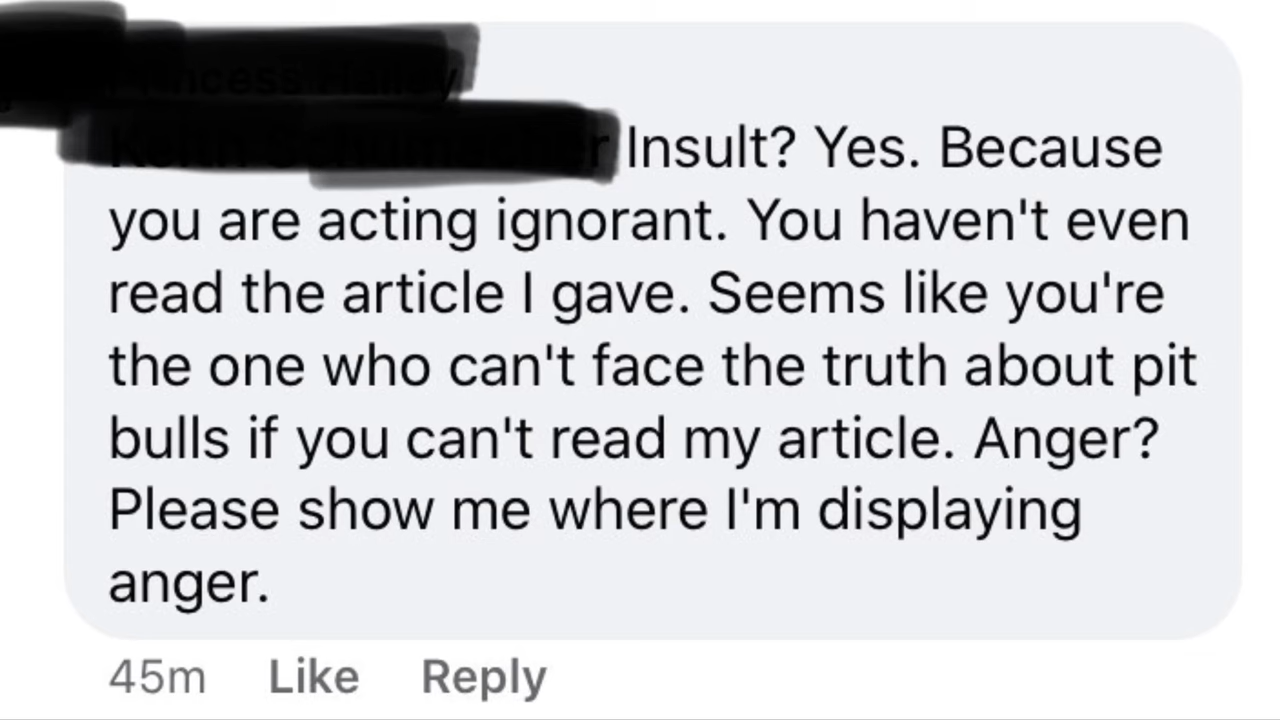 Insult? Yes. Because
you are acting ignorant. You haven't even
read the article I gave. Seems like you're
the one who can't face the truth about pit
bulls if you can't read my article. Anger?
Please show me where I'm displaying
anger.
45m Like Reply